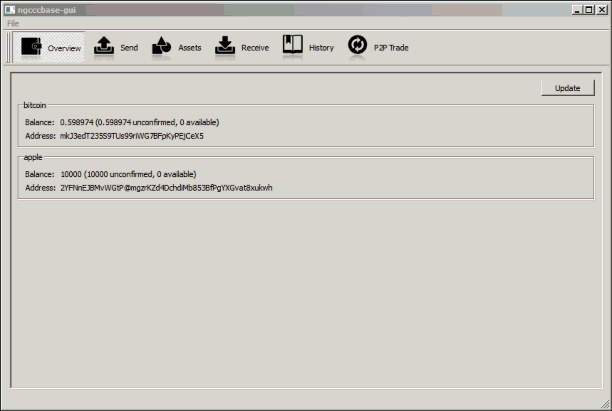 ngcccbase-gui
File
Overview Send Assets Receive History P2P Trade
Update
bitcoin
Balance: 0.598974 (0.598974 unconfirmed, 0 available)
Address: mkJ3edT235S9TUs99riWG7BFpKyPEJCeX5
apple
Balance: 10000 (10000 unconfirmed, 0 available)
Address: 2YFNnEJBMvWGtP@mgzrKZd4DchdiMb853BfPgYXGvat8xukwh